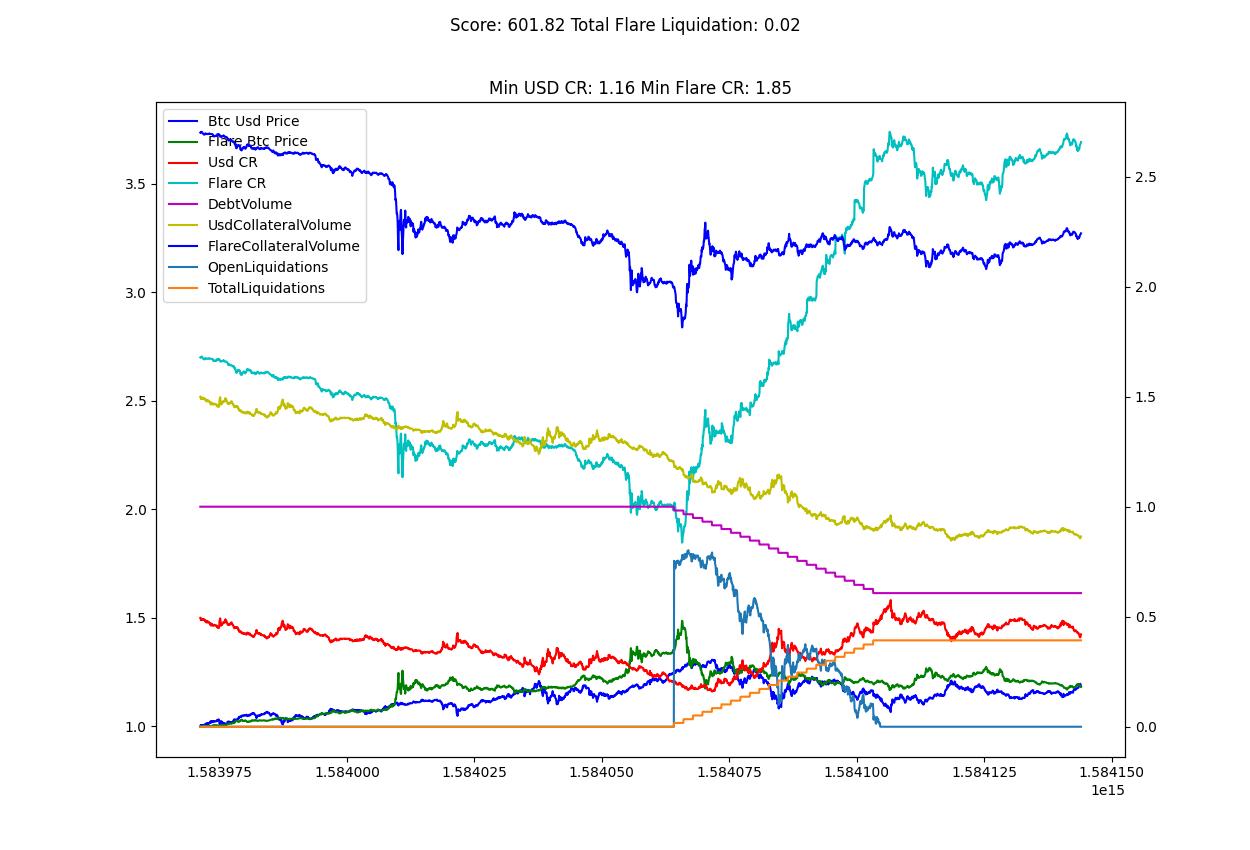 Score: 601.82 Total Flare Liquidation: 0.02
Min USD CR: 1.16 Min Flare CR: 1.85
Btc Usd Price
Flare Btc Price
Usd CR
Flare CR
DebtVolume
UsdCollateralVolume
FlareCollateralVolume
OpenLiquidations
TotalLiquidations
3.5
3.0
2.5
2.0
1.5
1.0
2.5
2.0
1.5
1.0
0.5
0.0
1.583975 1.584000 1.584025 1.584050 1.584075 1.584100 1.584125 1.584150
1e15